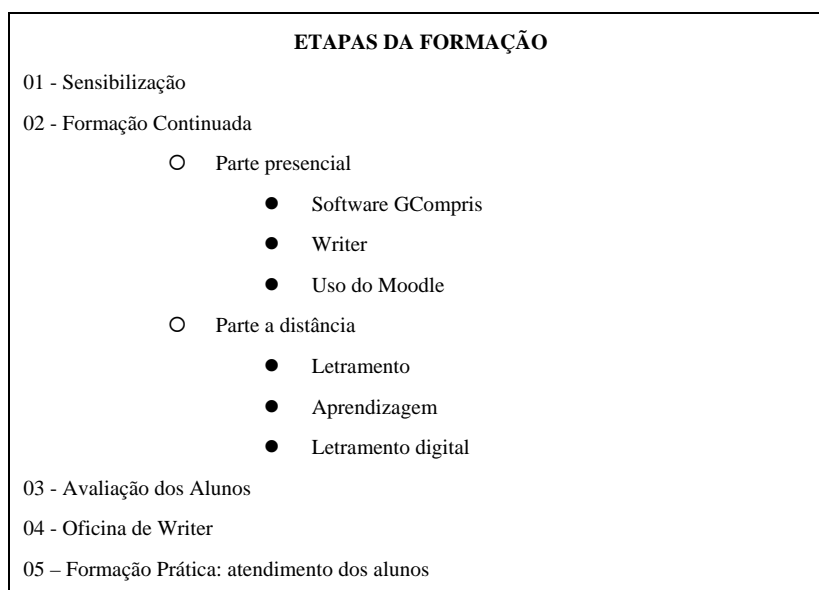 ETAPAS DA FORMAÇÃO
01 - Sensibilização
02 - Formação Continuada
Parte presencial
Software GCompris
Writer
Uso do Moodle
Parte a distância
Letramento
Aprendizagem
Letramento digital
03 - Avaliação dos Alunos
04 - Oficina de Writer
05 – Formação Prática: atendimento dos alunos